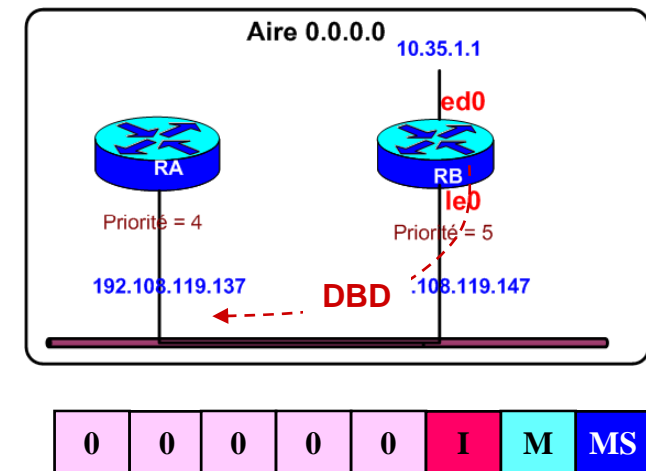 Aire 0.0.0.0
10.35.1.1
ed0
RA
RB
le0
Priorité = 4
Priorité = 5
192.108.119.137
DBD
.108.119.147
0 0 0 0 0 I M MS